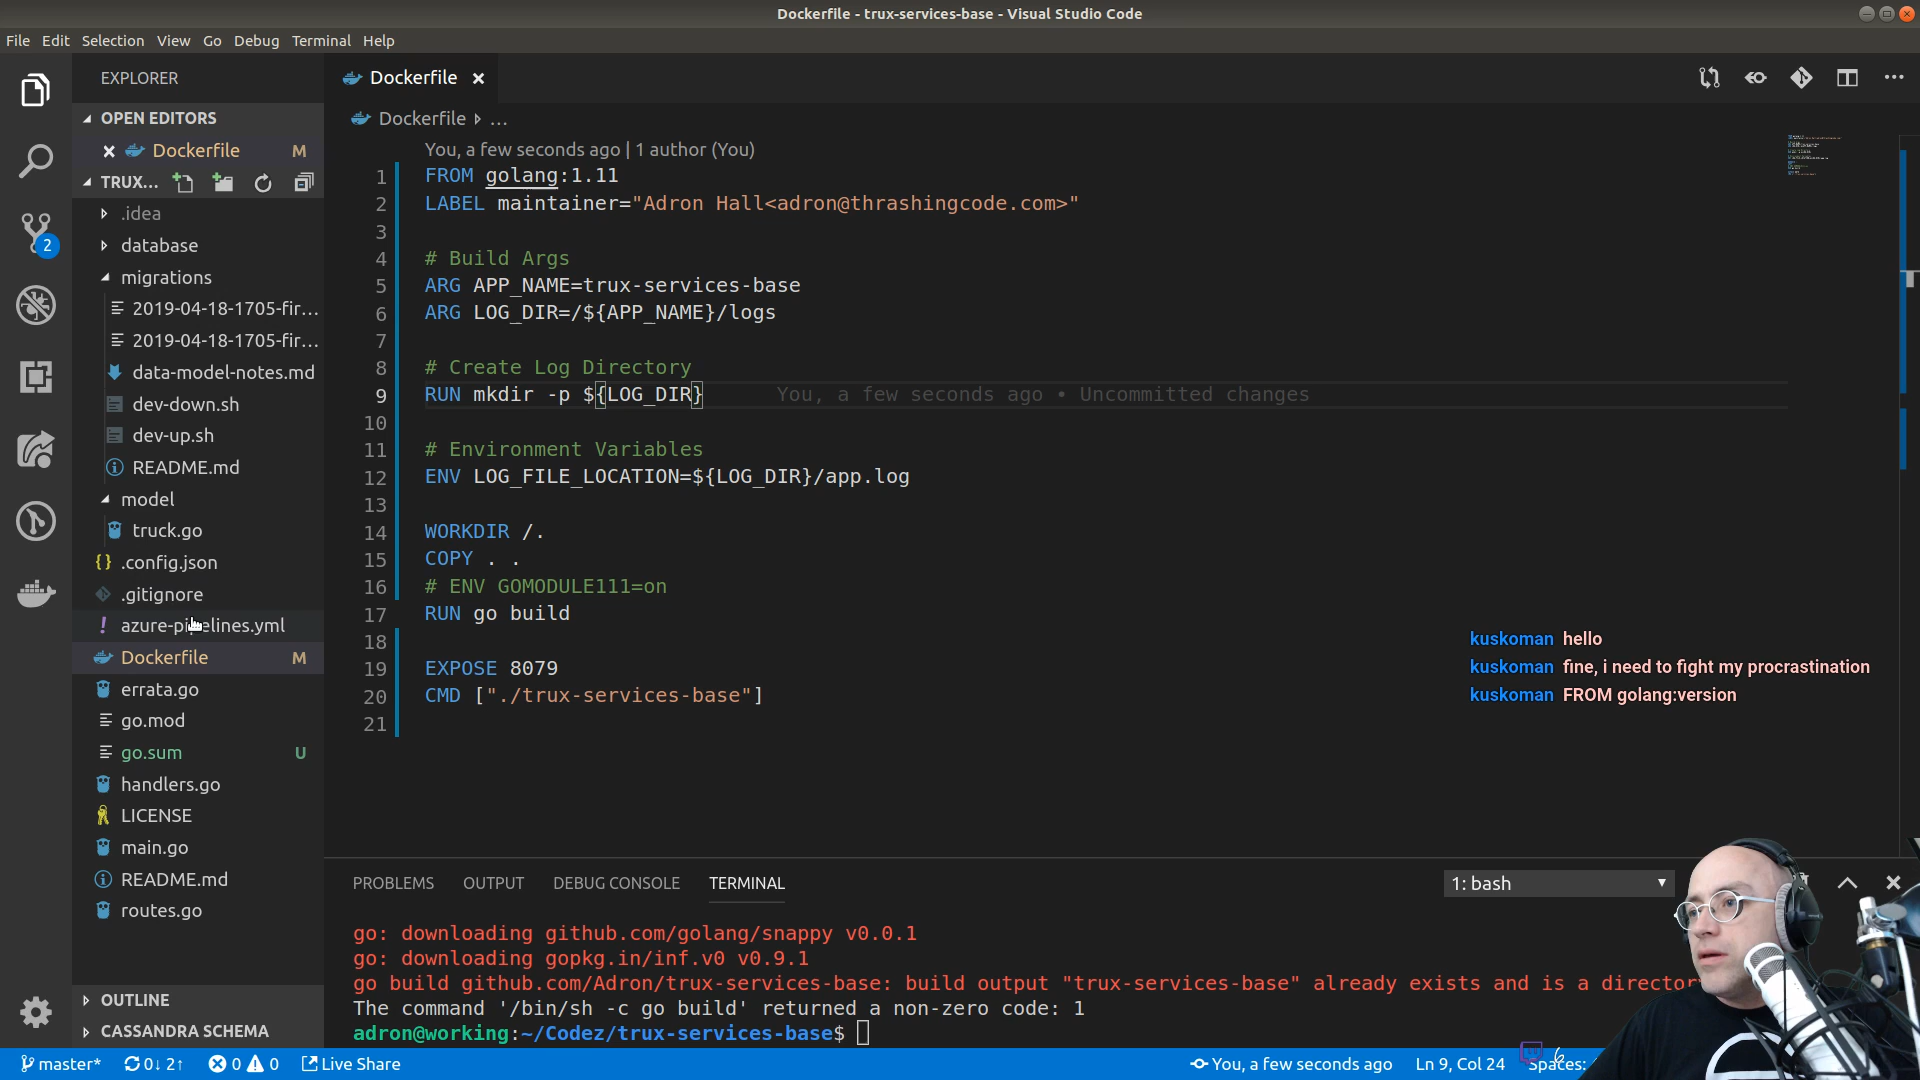 Dockerfile - trux-services-base - Visual Studio Code
File Edit Selection View Go Debug Terminal Help
EXPLORER
OPEN EDITORS
Dockerfile M
TRUX...
.idea
database
migrations
2019-04-18-1705-fir...
2019-04-18-1705-fir...
data-model-notes.md
dev-down.sh
dev-up.sh
README.md
model
truck.go
.config.json
.gitignore
azure-pipelines.yml
Dockerfile M
errata.go
go.mod
go.sum U
handlers.go
LICENSE
main.go
README.md
routes.go
OUTLINE
CASSANDRA SCHEMA
2
Dockerfile
Dockerfile ...
You, a few seconds ago | 1 author (You)
1 FROM golang:1.11
2 LABEL maintainer="Adron Hall<adron@thrashingcode.com>"
3
4 # Build Args
5 ARG APP_NAME=trux-services-base
6 ARG LOG_DIR=/${APP_NAME}/logs
7
8 # Create Log Directory
9 RUN mkdir -p ${LOG_DIR} You, a few seconds ago • Uncommitted changes
10
11 # Environment Variables
12 ENV LOG_FILE_LOCATION=${LOG_DIR}/app.log
13
14 WORKDIR /.
15 COPY . .
16 # ENV GOMODULE111=on
17 RUN go build
18
19 EXPOSE 8079
20 CMD ["./trux-services-base"]
21
kuskoman hello
kuskoman fine, i need to fight my procrastination
kuskoman FROM golang:version
PROBLEMS OUTPUT DEBUG CONSOLE TERMINAL 1: bash
go: downloading github.com/golang/snappy v0.0.1
go: downloading gopkg.in/inf.v0 v0.9.1
go build github.com/Adron/trux-services-base: build output "trux-services-base" already exists and is a director
The command '/bin/sh -c go build' returned a non-zero code: 1
adron@working:~/Codez/trux-services-base$
master* 0↓ 2↑ 0 0 Live Share You, a few seconds ago Ln 9, Col 24 Spaces: 6